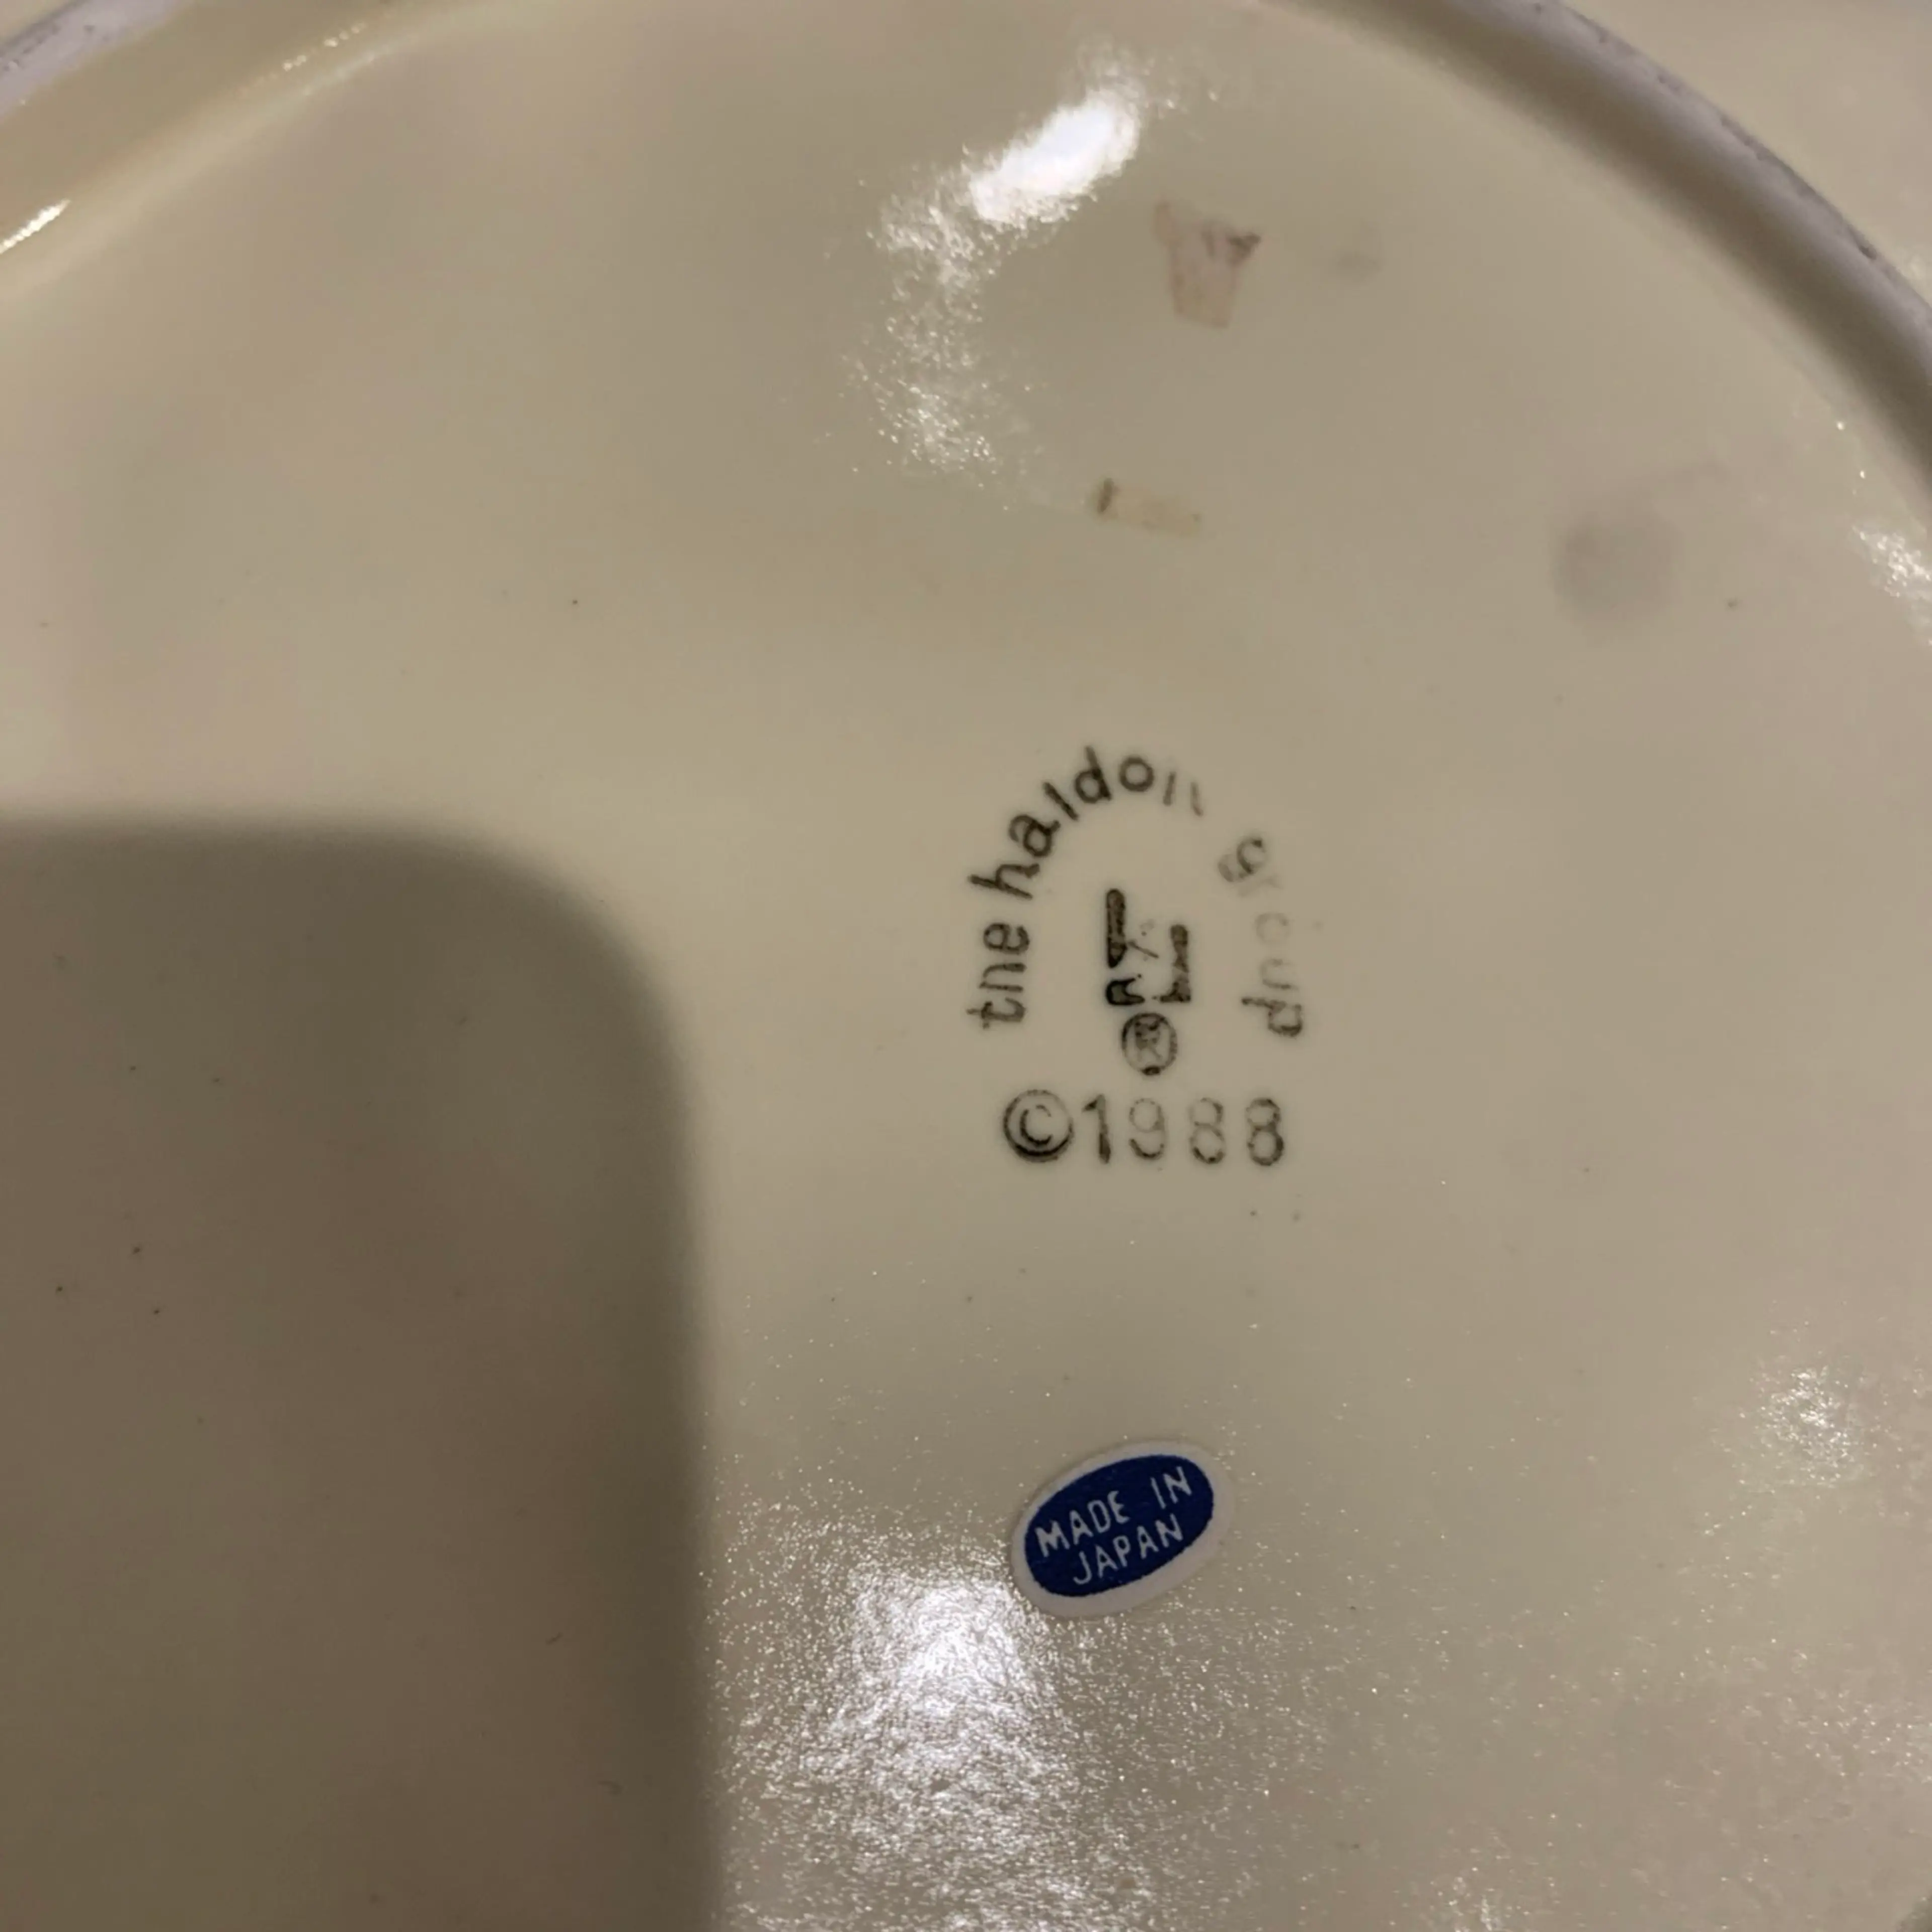 the haldon group
®
©1988
MADE IN
JAPAN